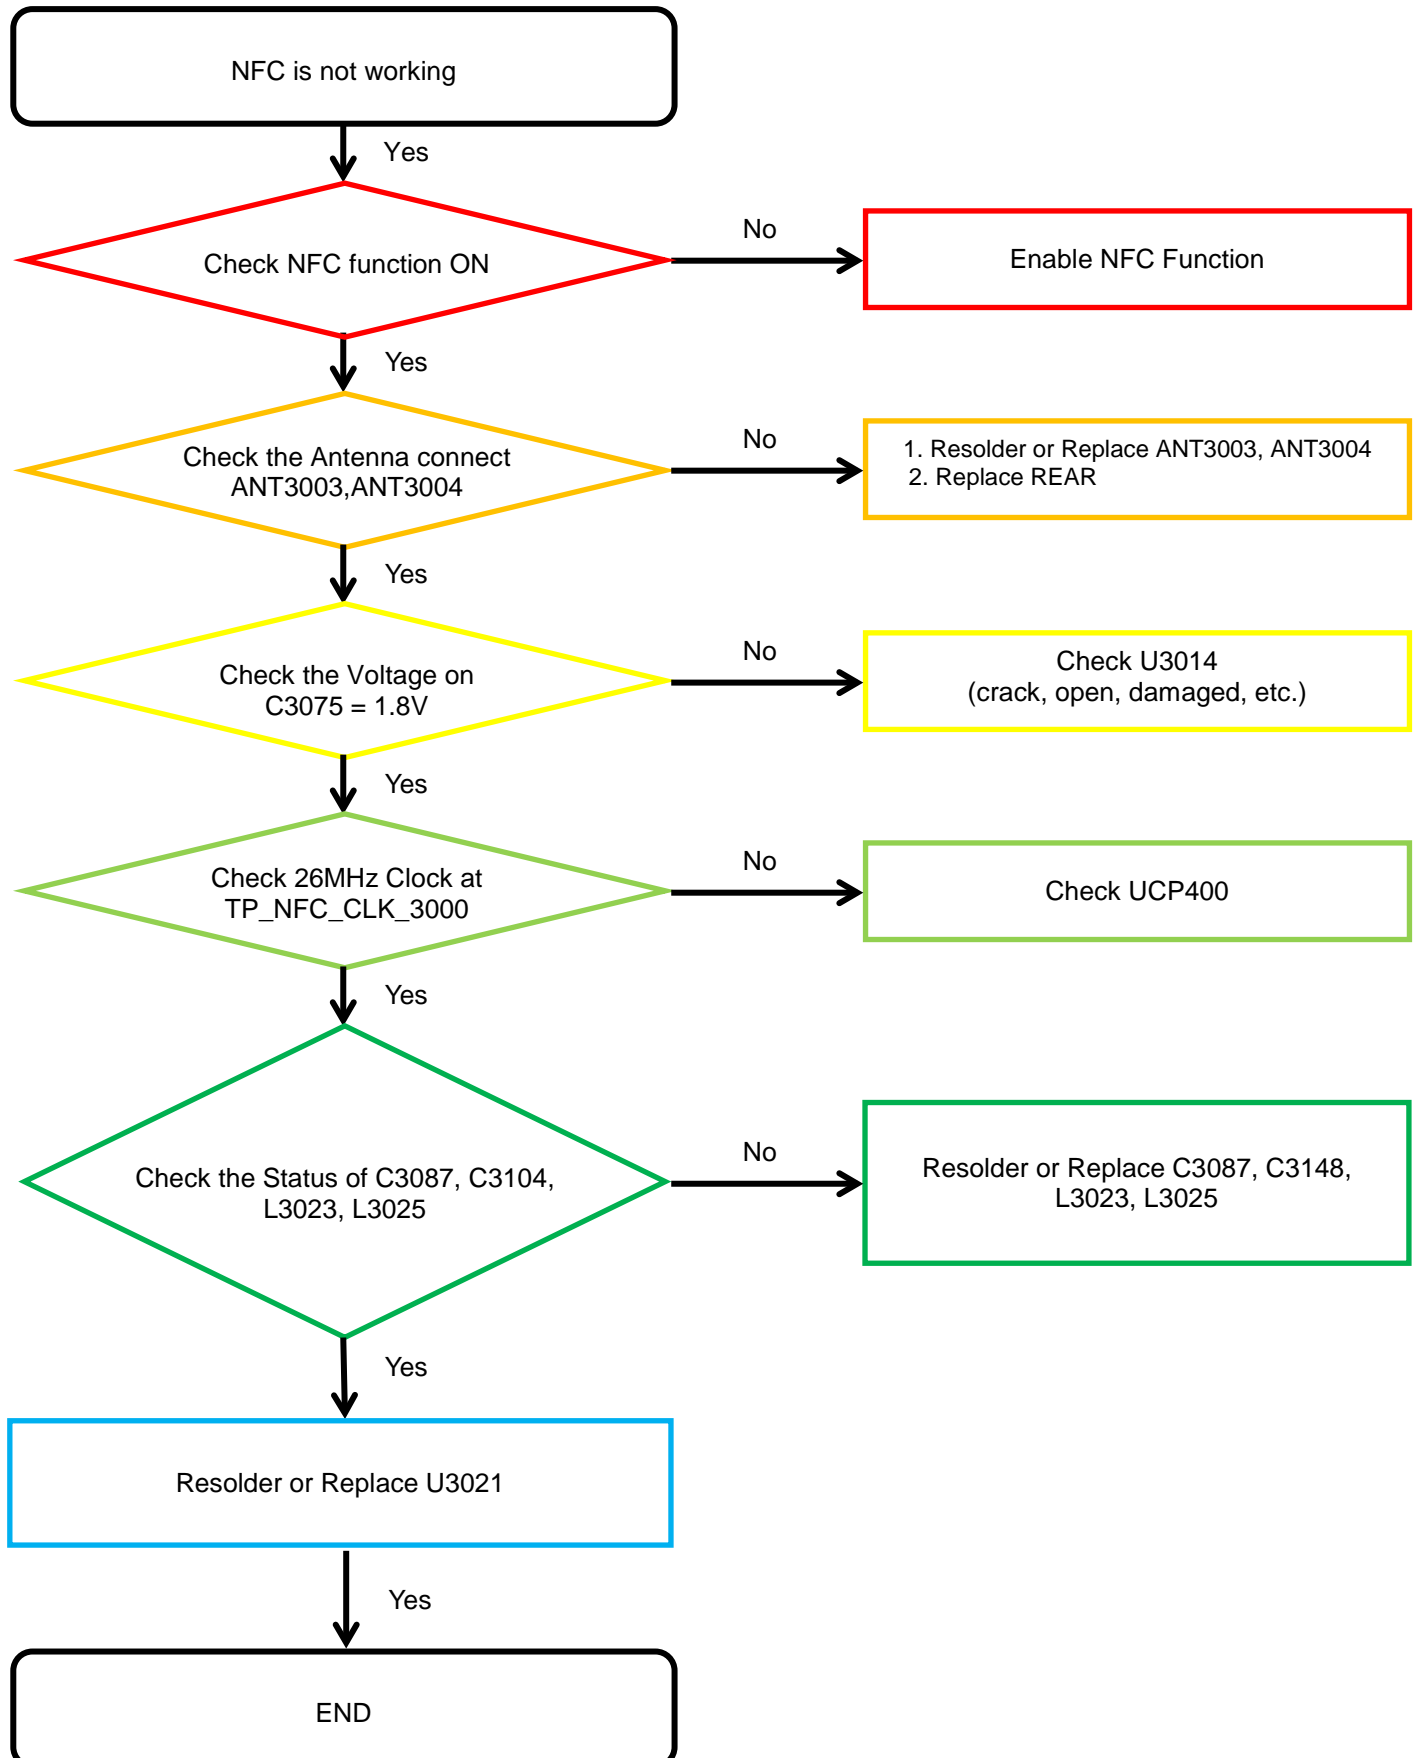 NFC is not working
Yes
Check NFC function ON
No
Enable NFC Function
Yes
Check the Antenna connect
ANT3003,ANT3004
No
1. Resolder or Replace ANT3003, ANT3004
2. Replace REAR
Yes
Check the Voltage on
C3075 = 1.8V
No
Check U3014
(crack, open, damaged, etc.)
Yes
Check 26MHz Clock at
TP_NFC_CLK_3000
No
Check UCP400
Yes
Check the Status of C3087, C3104,
L3023, L3025
No
Resolder or Replace C3087, C3148,
L3023, L3025
Yes
Resolder or Replace U3021
Yes
END